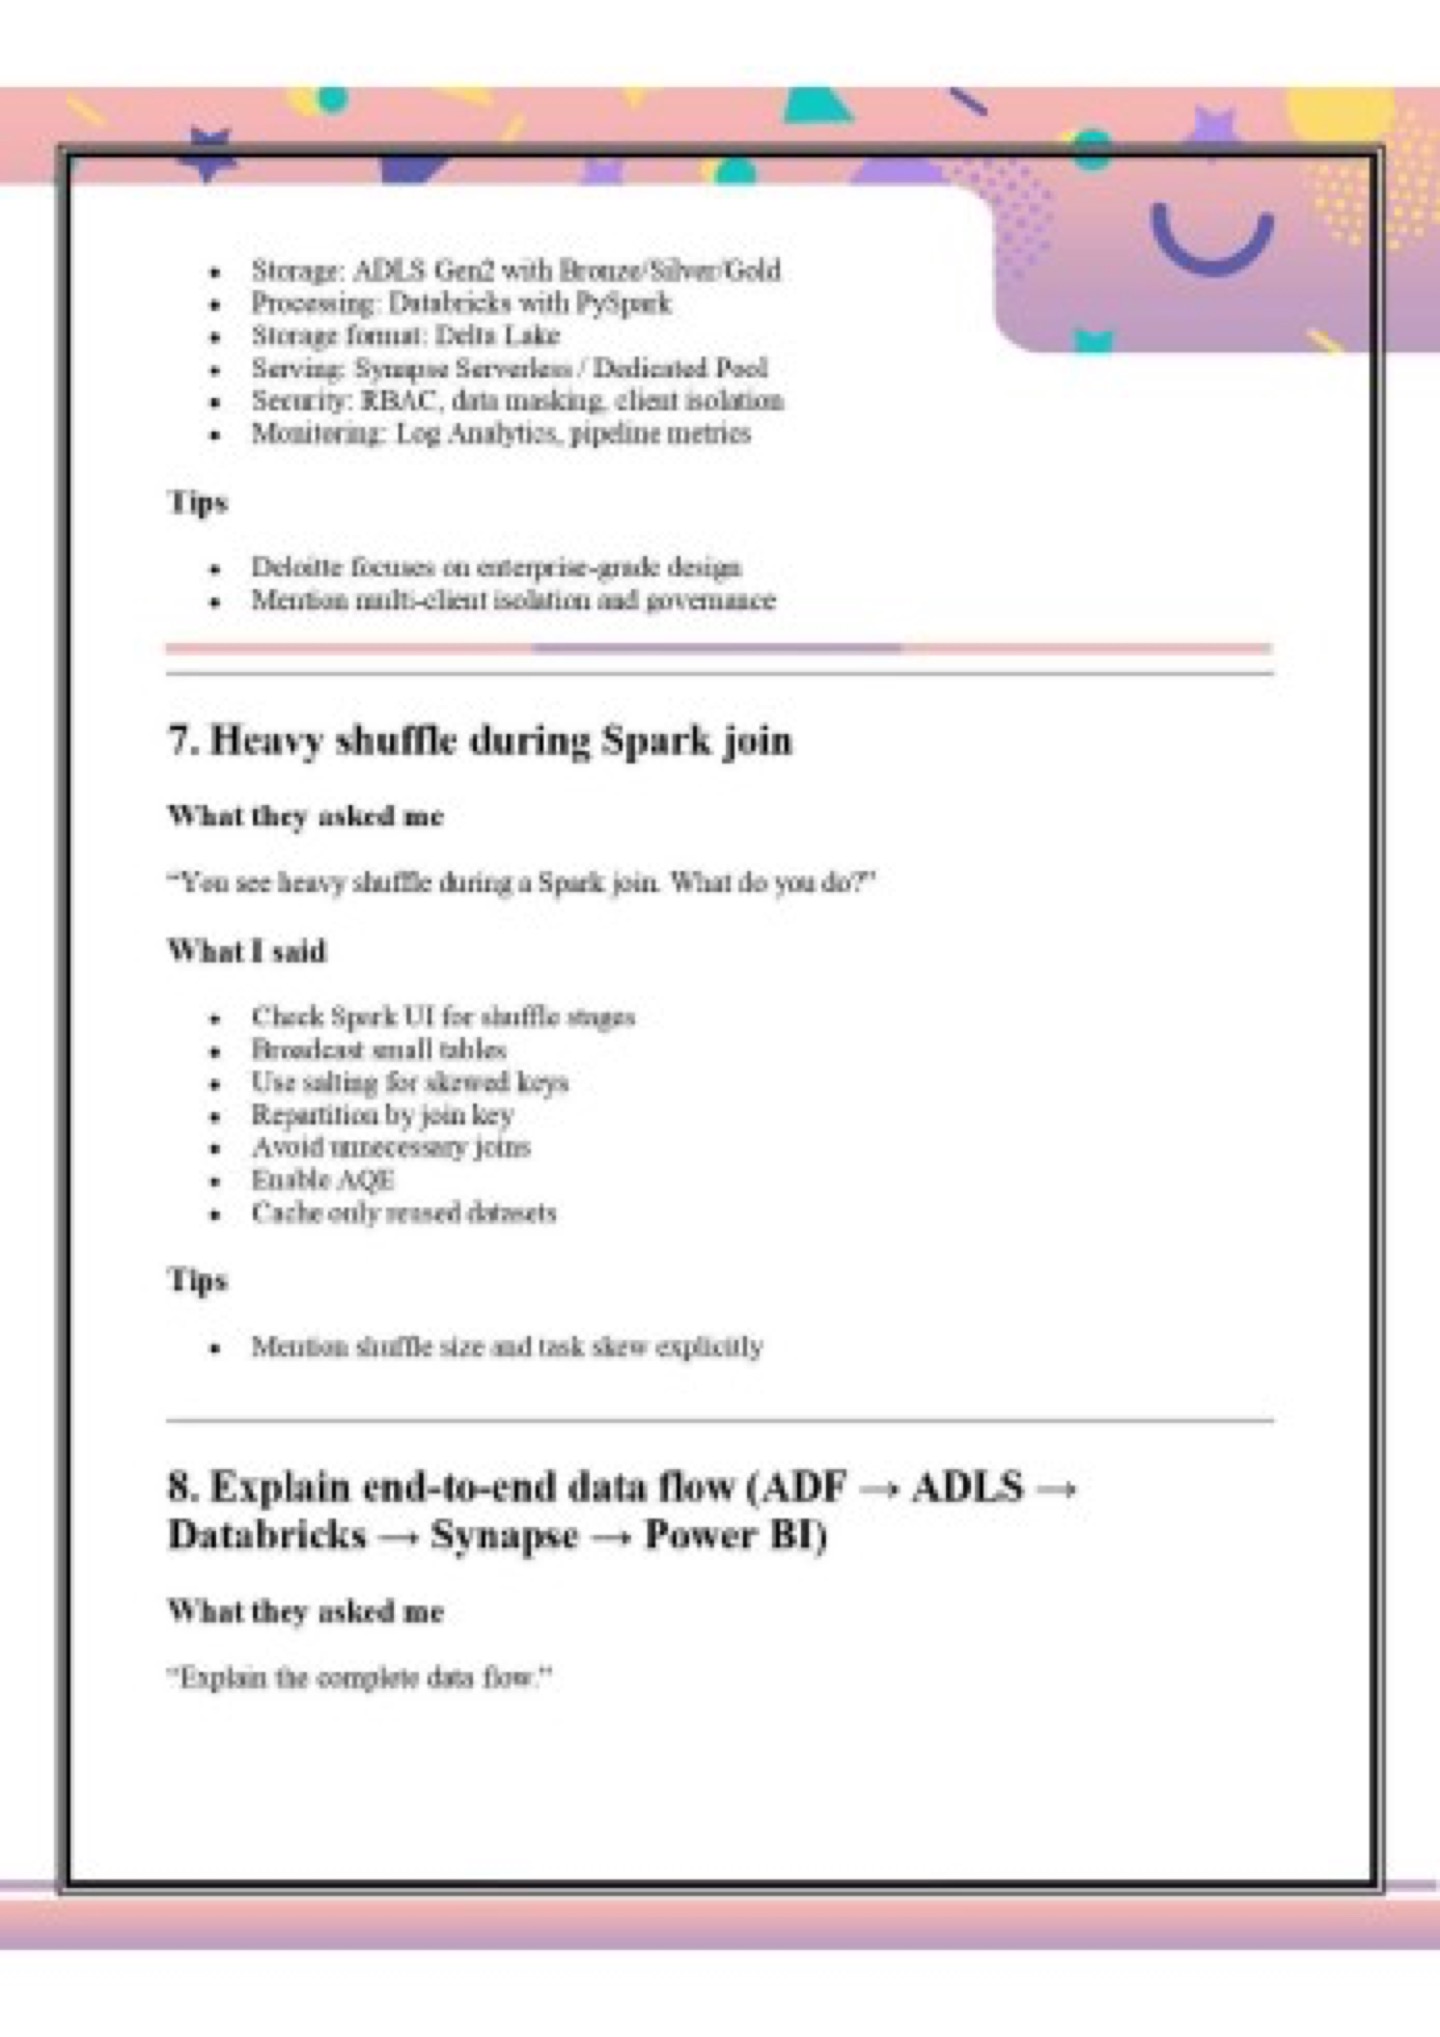 Storage: ADLS Gen2 with Bronze/Silver/Gold
Processing: Databricks with PySpark
Storage format: Delta Lake
Serving: Synapse Serverless / Dedicated Pool
Security: RBAC, data masking, client isolation
Monitoring: Log Analytics, pipeline metrics
Tips
Deloitte focuses on enterprise-grade design
Mention multi-client isolation and governance
7. Heavy shuffle during Spark join
What they asked me
“You see heavy shuffle during a Spark join. What do you do?”
What I said
Check Spark UI for shuffle stages
Broadcast small tables
Use salting for skewed keys
Repartition by join key
Avoid unnecessary joins
Enable AQE
Cache only reused datasets
Tips
Mention shuffle size and task skew explicitly
8. Explain end-to-end data flow (ADF → ADLS →
Databricks → Synapse → Power BI)
What they asked me
“Explain the complete data flow.”